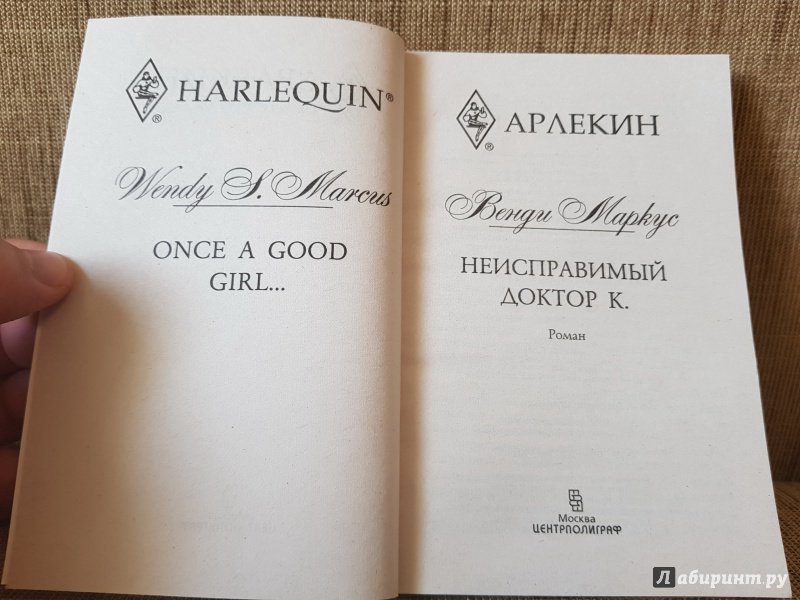 HARLEQUIN®
®
Wendy S. Marcus
ONCE A GOOD
GIRL...
АРЛЕКИН
®
Венди Маркус
НЕИСПРАВИМЫЙ
ДОКТОР К.
Роман
Москва
ЦЕНТРПОЛИГРАФ
Лабиринт.ру